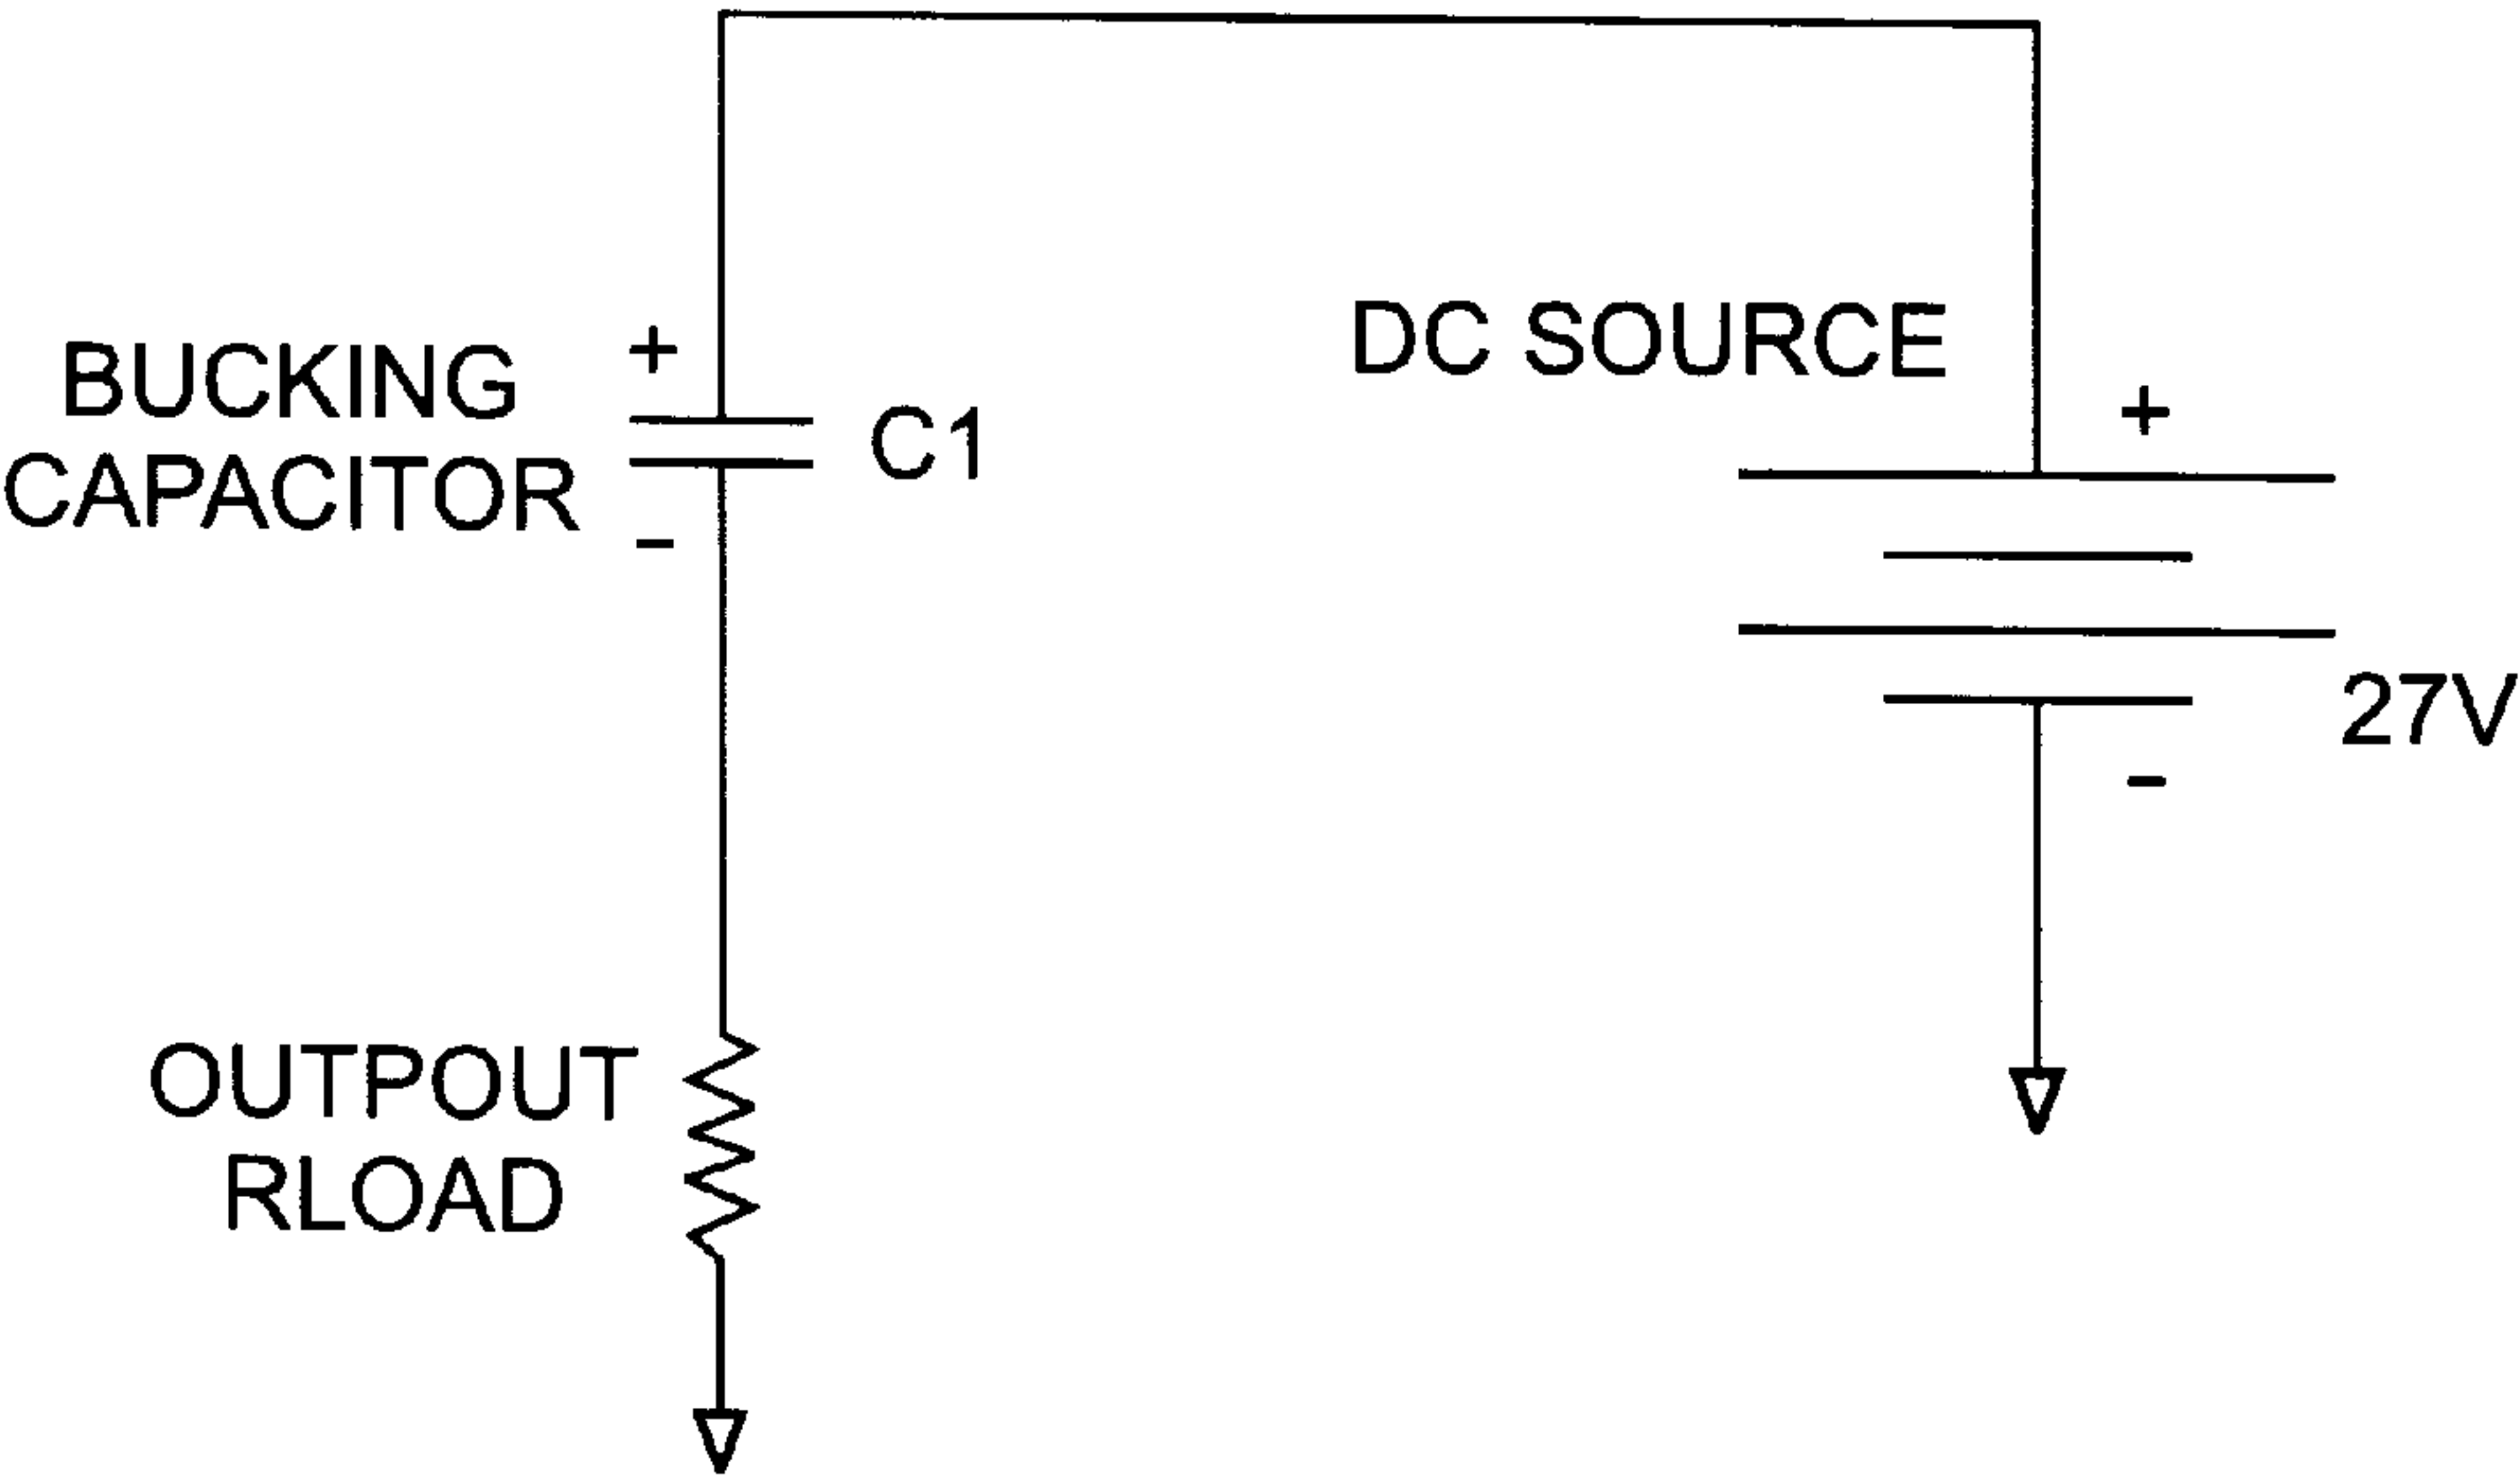 BUCKING
CAPACITOR
+
-
C1
DC SOURCE
+
-
27V
OUTPOUT
RLOAD